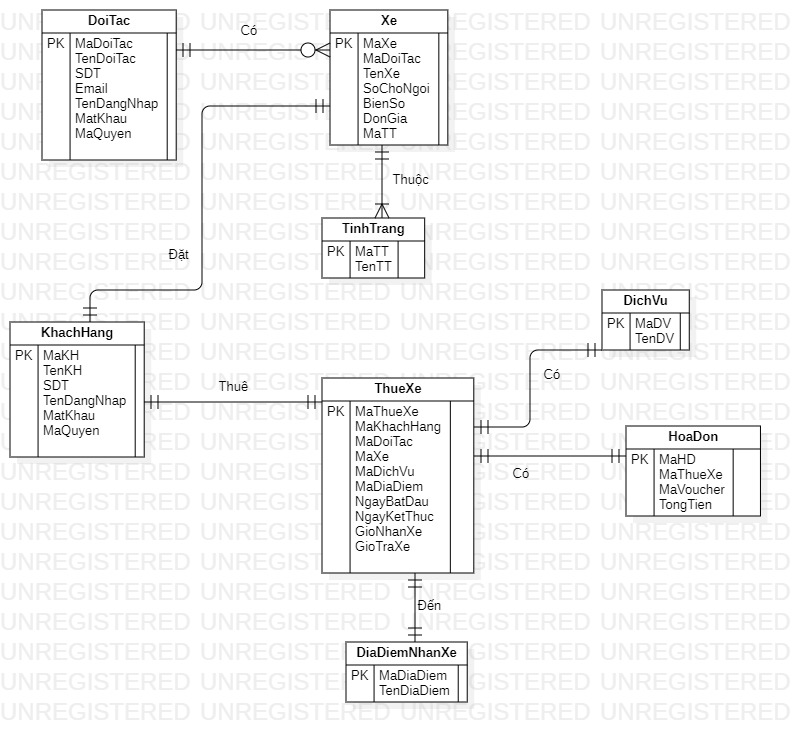 DoiTac
PK
MaDoiTac
TenDoiTac
SDT
Email
TenDangNhap
MatKhau
MaQuyen
Có
Xe
PK
MaXe
MaDoiTac
TenXe
SoChoNgoi
BienSo
DonGia
MaTT
Thuộc
TinhTrang
PK
MaTT
TenTT
Đặt
KhachHang
PK
MaKH
TenKH
SDT
TenDangNhap
MatKhau
MaQuyen
Thuê
ThueXe
PK
MaThueXe
MaKhachHang
MaDoiTac
MaXe
MaDichVu
MaDiaDiem
NgayBatDau
NgayKetThuc
GioNhanXe
GioTraXe
DichVu
PK
MaDV
TenDV
Có
HoaDon
PK
MaHD
MaThueXe
MaVoucher
TongTien
Có
Đến
DiaDiemNhanXe
PK
MaDiaDiem
TenDiaDiem
UNREGISTERED